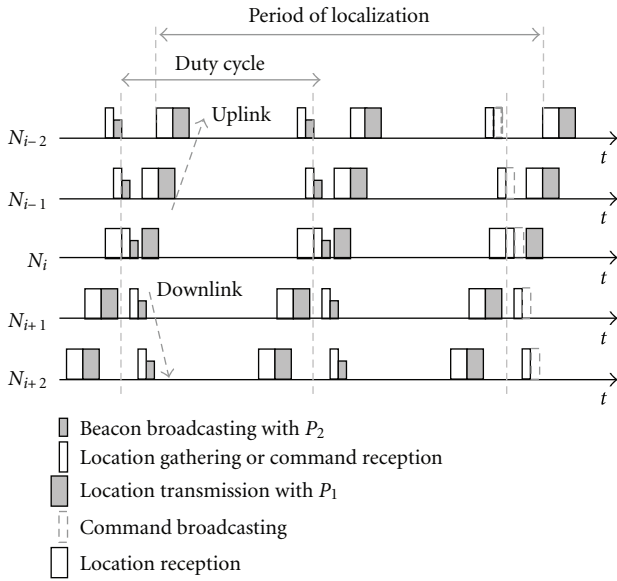 Period of localization
Duty cycle
Uplink
N_{i−2}
t
N_{i−1}
t
N_i
t
Downlink
N_{i+1}
t
N_{i+2}
t
Beacon broadcasting with P_2
Location gathering or command reception
Location transmission with P_1
Command broadcasting
Location reception